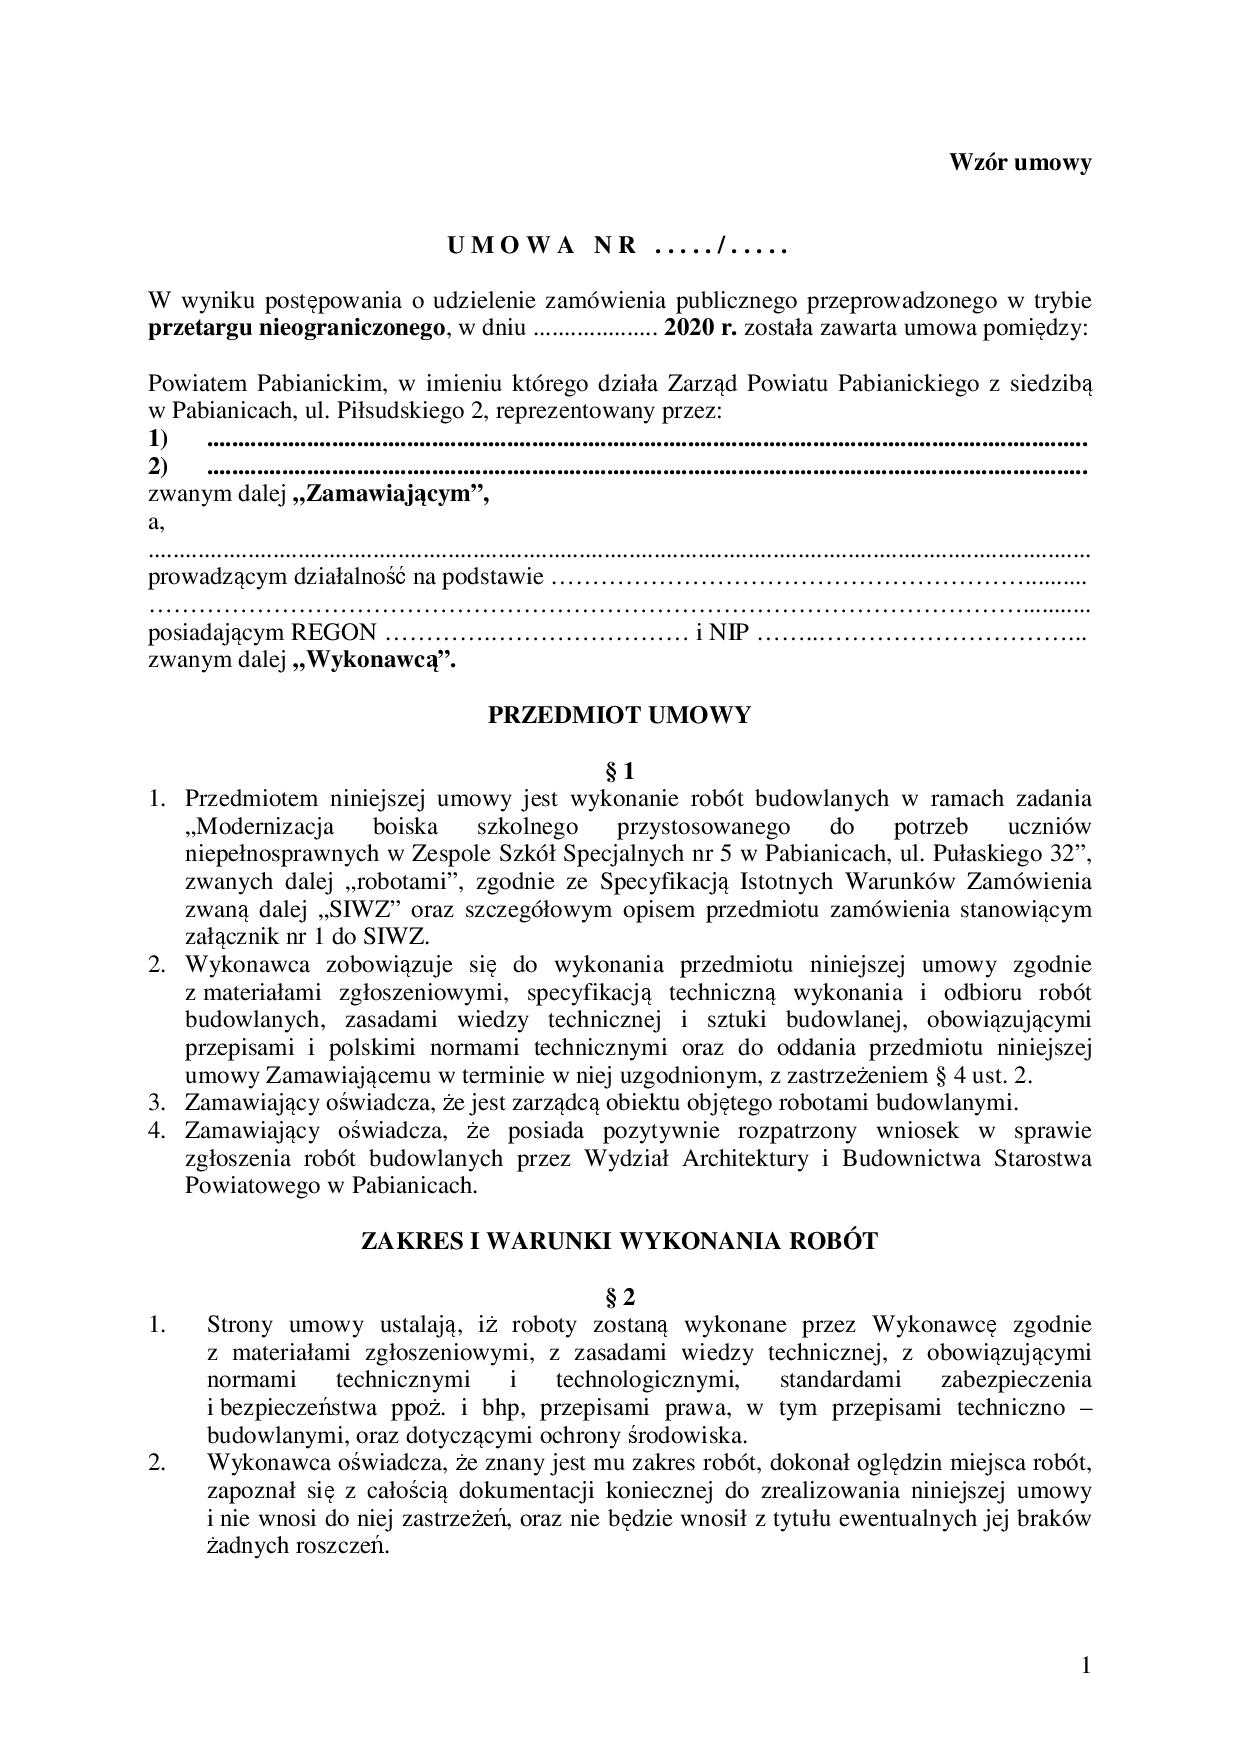 Wzór umowy
U M O W A   N R   . . . . . / . . . . .
W wyniku postępowania o udzielenie zamówienia publicznego przeprowadzonego w trybie
przetargu nieograniczonego, w dniu .................... 2020 r. została zawarta umowa pomiędzy:
Powiatem Pabianickim, w imieniu którego działa Zarząd Powiatu Pabianickiego z siedzibą
w Pabianicach, ul. Piłsudskiego 2, reprezentowany przez:
1) ................................................................................................................................................
2) ................................................................................................................................................
zwanym dalej „Zamawiającym”,
a,
.......................................................................................................................................................
prowadzącym działalność na podstawie …………………………………………………..........
……………………………………………………………………………………………...........
posiadającym REGON ………….…………………… i NIP ……..…………………………...
zwanym dalej „Wykonawcą”.
PRZEDMIOT UMOWY
§ 1
1. Przedmiotem niniejszej umowy jest wykonanie robót budowlanych w ramach zadania
„Modernizacja boiska szkolnego przystosowanego do potrzeb uczniów
niepełnosprawnych w Zespole Szkół Specjalnych nr 5 w Pabianicach, ul. Pułaskiego 32”,
zwanych dalej „robotami”, zgodnie ze Specyfikacją Istotnych Warunków Zamówienia
zwaną dalej „SIWZ” oraz szczegółowym opisem przedmiotu zamówienia stanowiącym
załącznik nr 1 do SIWZ.
2. Wykonawca zobowiązuje się do wykonania przedmiotu niniejszej umowy zgodnie
z materiałami zgłoszeniowymi, specyfikacją techniczną wykonania i odbioru robót
budowlanych, zasadami wiedzy technicznej i sztuki budowlanej, obowiązującymi
przepisami i polskimi normami technicznymi oraz do oddania przedmiotu niniejszej
umowy Zamawiającemu w terminie w niej uzgodnionym, z zastrzeżeniem § 4 ust. 2.
3. Zamawiający oświadcza, że jest zarządcą obiektu objętego robotami budowlanymi.
4. Zamawiający oświadcza, że posiada pozytywnie rozpatrzony wniosek w sprawie
zgłoszenia robót budowlanych przez Wydział Architektury i Budownictwa Starostwa
Powiatowego w Pabianicach.
ZAKRES I WARUNKI WYKONANIA ROBÓT
§ 2
1. Strony umowy ustalają, iż roboty zostaną wykonane przez Wykonawcę zgodnie
z materiałami zgłoszeniowymi, z zasadami wiedzy technicznej, z obowiązującymi
normami technicznymi i technologicznymi, standardami zabezpieczenia
i bezpieczeństwa ppoż. i bhp, przepisami prawa, w tym przepisami techniczno –
budowlanymi, oraz dotyczącymi ochrony środowiska.
2. Wykonawca oświadcza, że znany jest mu zakres robót, dokonał oględzin miejsca robót,
zapoznał się z całością dokumentacji koniecznej do zrealizowania niniejszej umowy
i nie wnosi do niej zastrzeżeń, oraz nie będzie wnosił z tytułu ewentualnych jej braków
żadnych roszczeń.
1